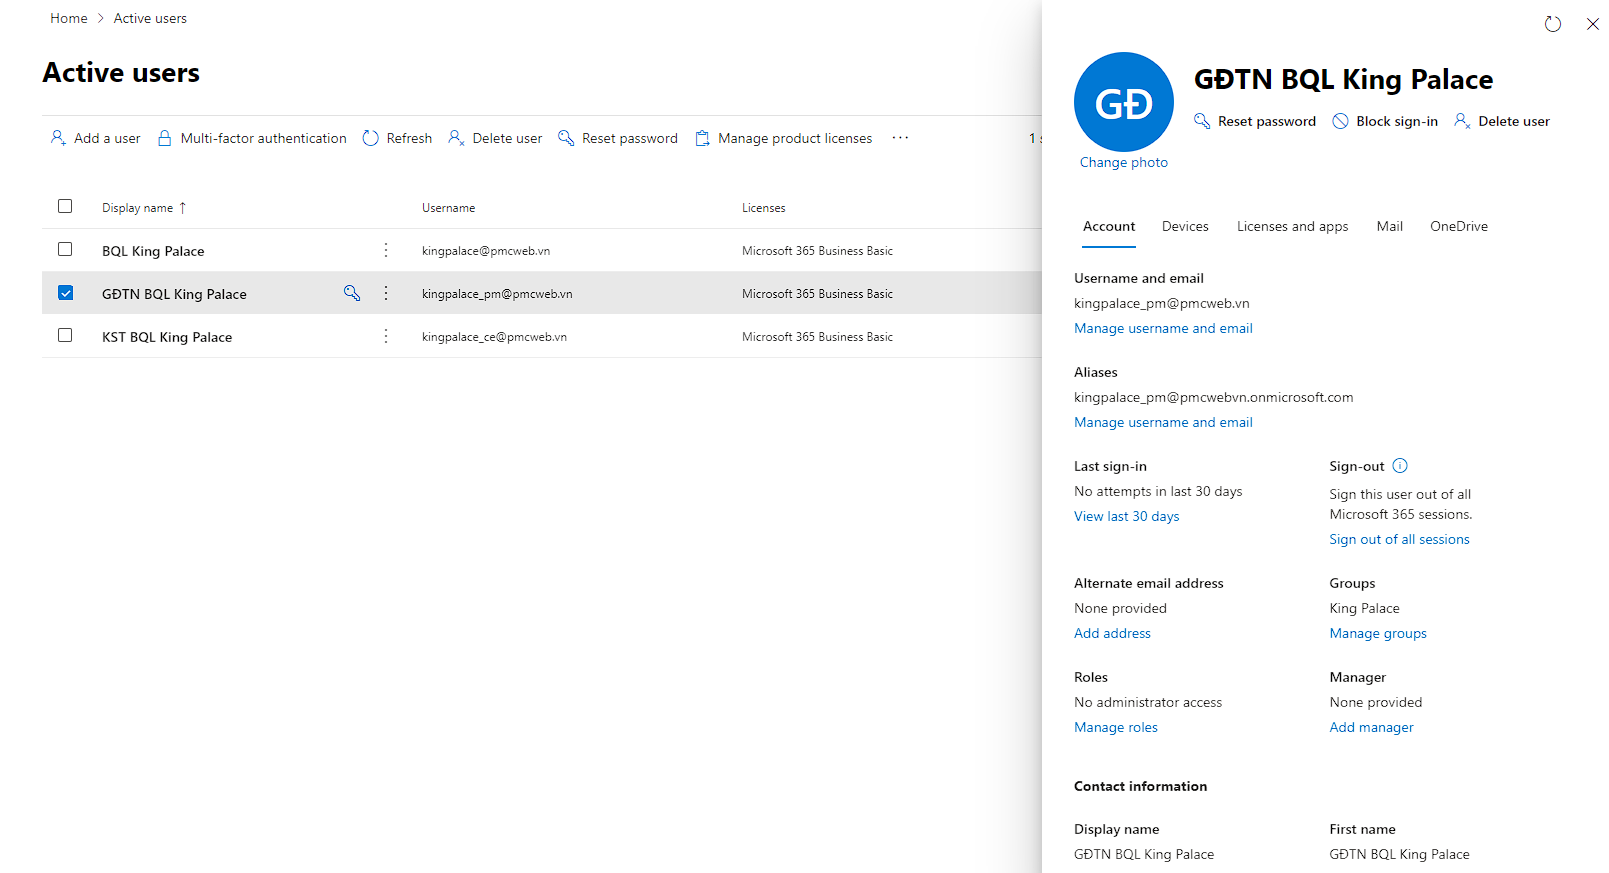 Home > Active users
Active users
Add a user Multi-factor authentication Refresh Delete user Reset password Manage product licenses ··· 1
Display name ↑ Username Licenses
BQL King Palace kingpalace@pmcweb.vn Microsoft 365 Business Basic
GĐTN BQL King Palace kingpalace_pm@pmcweb.vn Microsoft 365 Business Basic
KST BQL King Palace kingpalace_ce@pmcweb.vn Microsoft 365 Business Basic
GĐ
Change photo
GĐTN BQL King Palace
Reset password Block sign-in Delete user
Account Devices Licenses and apps Mail OneDrive
Username and email
kingpalace_pm@pmcweb.vn
Manage username and email
Aliases
kingpalace_pm@pmcwebvn.onmicrosoft.com
Manage username and email
Last sign-in
No attempts in last 30 days
View last 30 days
Sign-out
Sign this user out of all
Microsoft 365 sessions.
Sign out of all sessions
Alternate email address
None provided
Add address
Groups
King Palace
Manage groups
Roles
No administrator access
Manage roles
Manager
None provided
Add manager
Contact information
Display name
GĐTN BQL King Palace
First name
GĐTN BQL King Palace